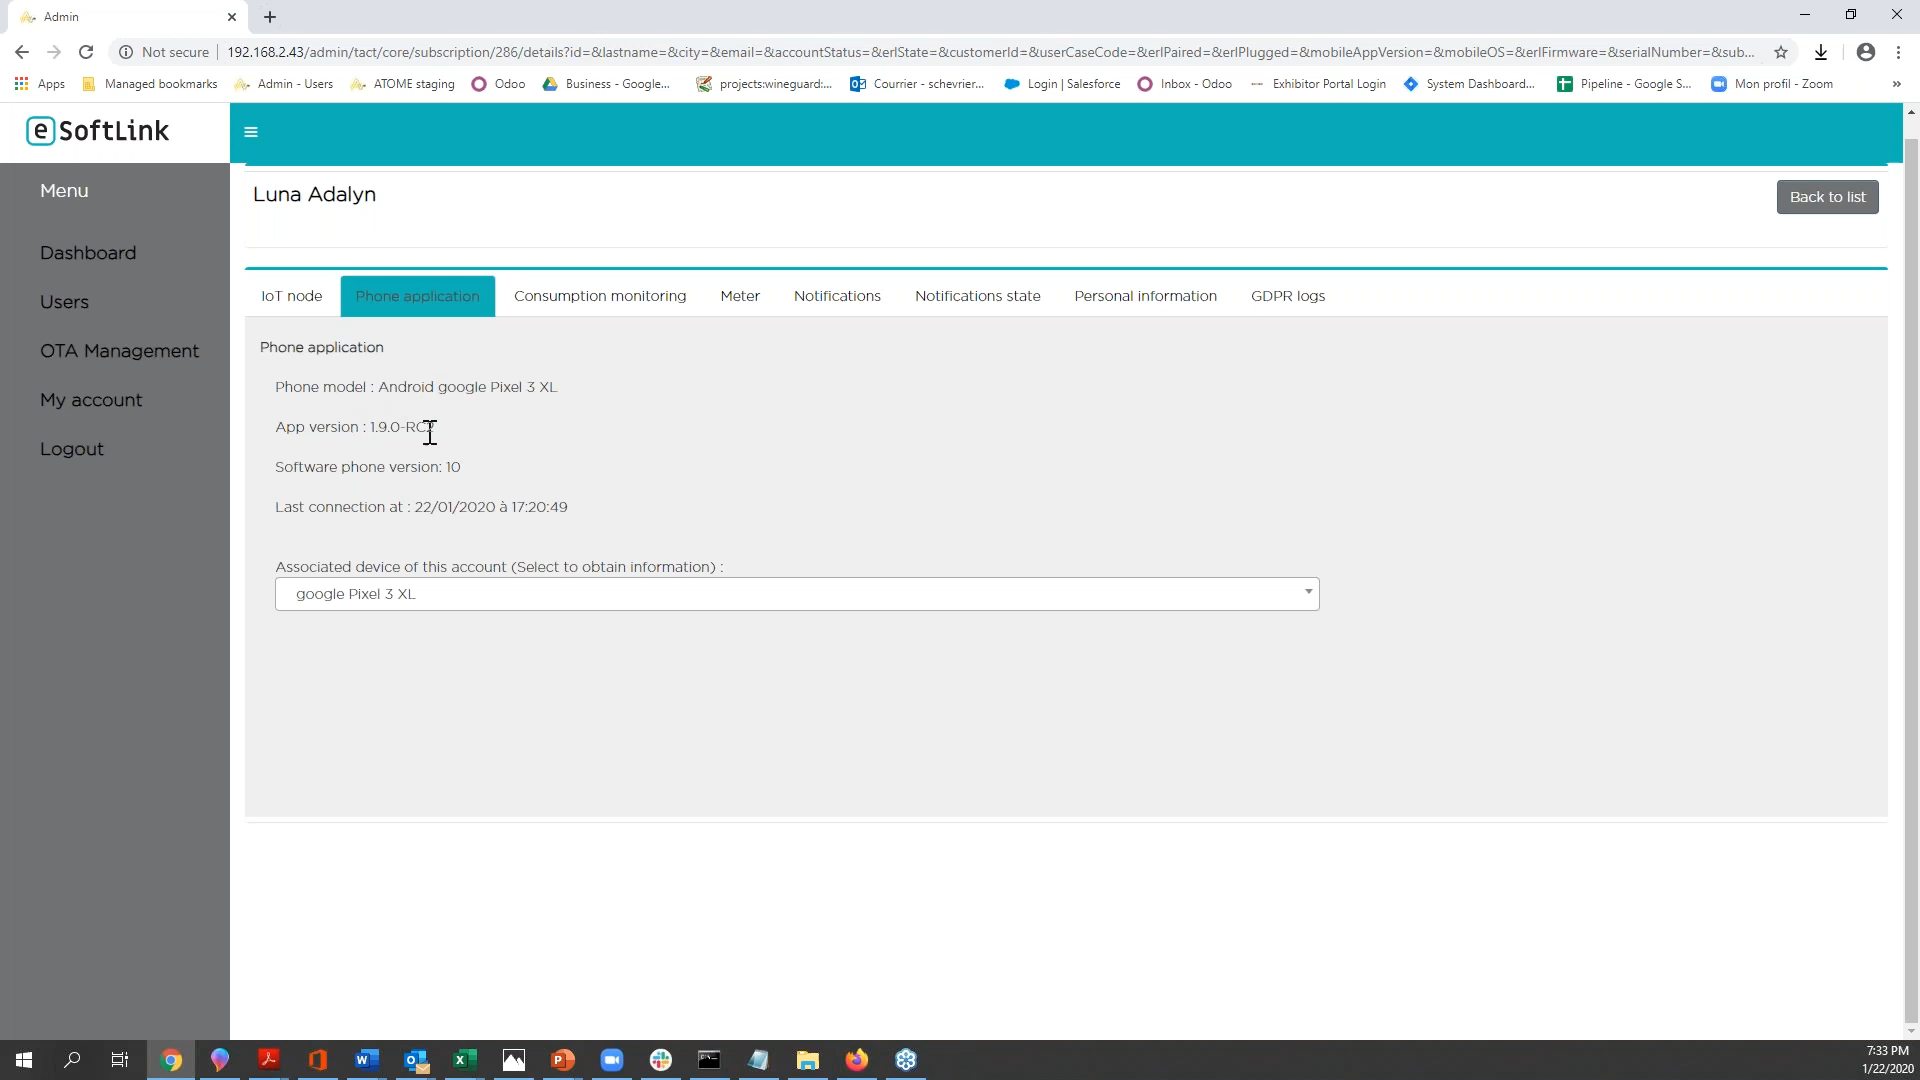 Admin
Not secure
192.168.2.43/admin/tact/core/subscription/286/details?id=&lastname=&city=&email=&accountStatus=&erlState=&customerId=&userCaseCode=&erlPaired=&erlPlugged=&mobileAppVersion=&mobileOS=&erlFirmware=&serialNumber=&sub...
Apps
Managed bookmarks
Admin - Users
ATOME staging
Odoo
Business - Google...
projects:wineguard:...
Courrier - schevrier...
Login | Salesforce
Inbox - Odoo
Exhibitor Portal Login
System Dashboard...
Pipeline - Google S...
Mon profil - Zoom
»
eSoftLink
Menu
Dashboard
Users
OTA Management
My account
Logout
Luna Adalyn
Back to list
IoT node
Phone application
Consumption monitoring
Meter
Notifications
Notifications state
Personal information
GDPR logs
Phone application
Phone model : Android google Pixel 3 XL
App version : 1.9.0-RC2
Software phone version: 10
Last connection at : 22/01/2020 à 17:20:49
Associated device of this account (Select to obtain information) :
google Pixel 3 XL
7:33 PM
1/22/2020